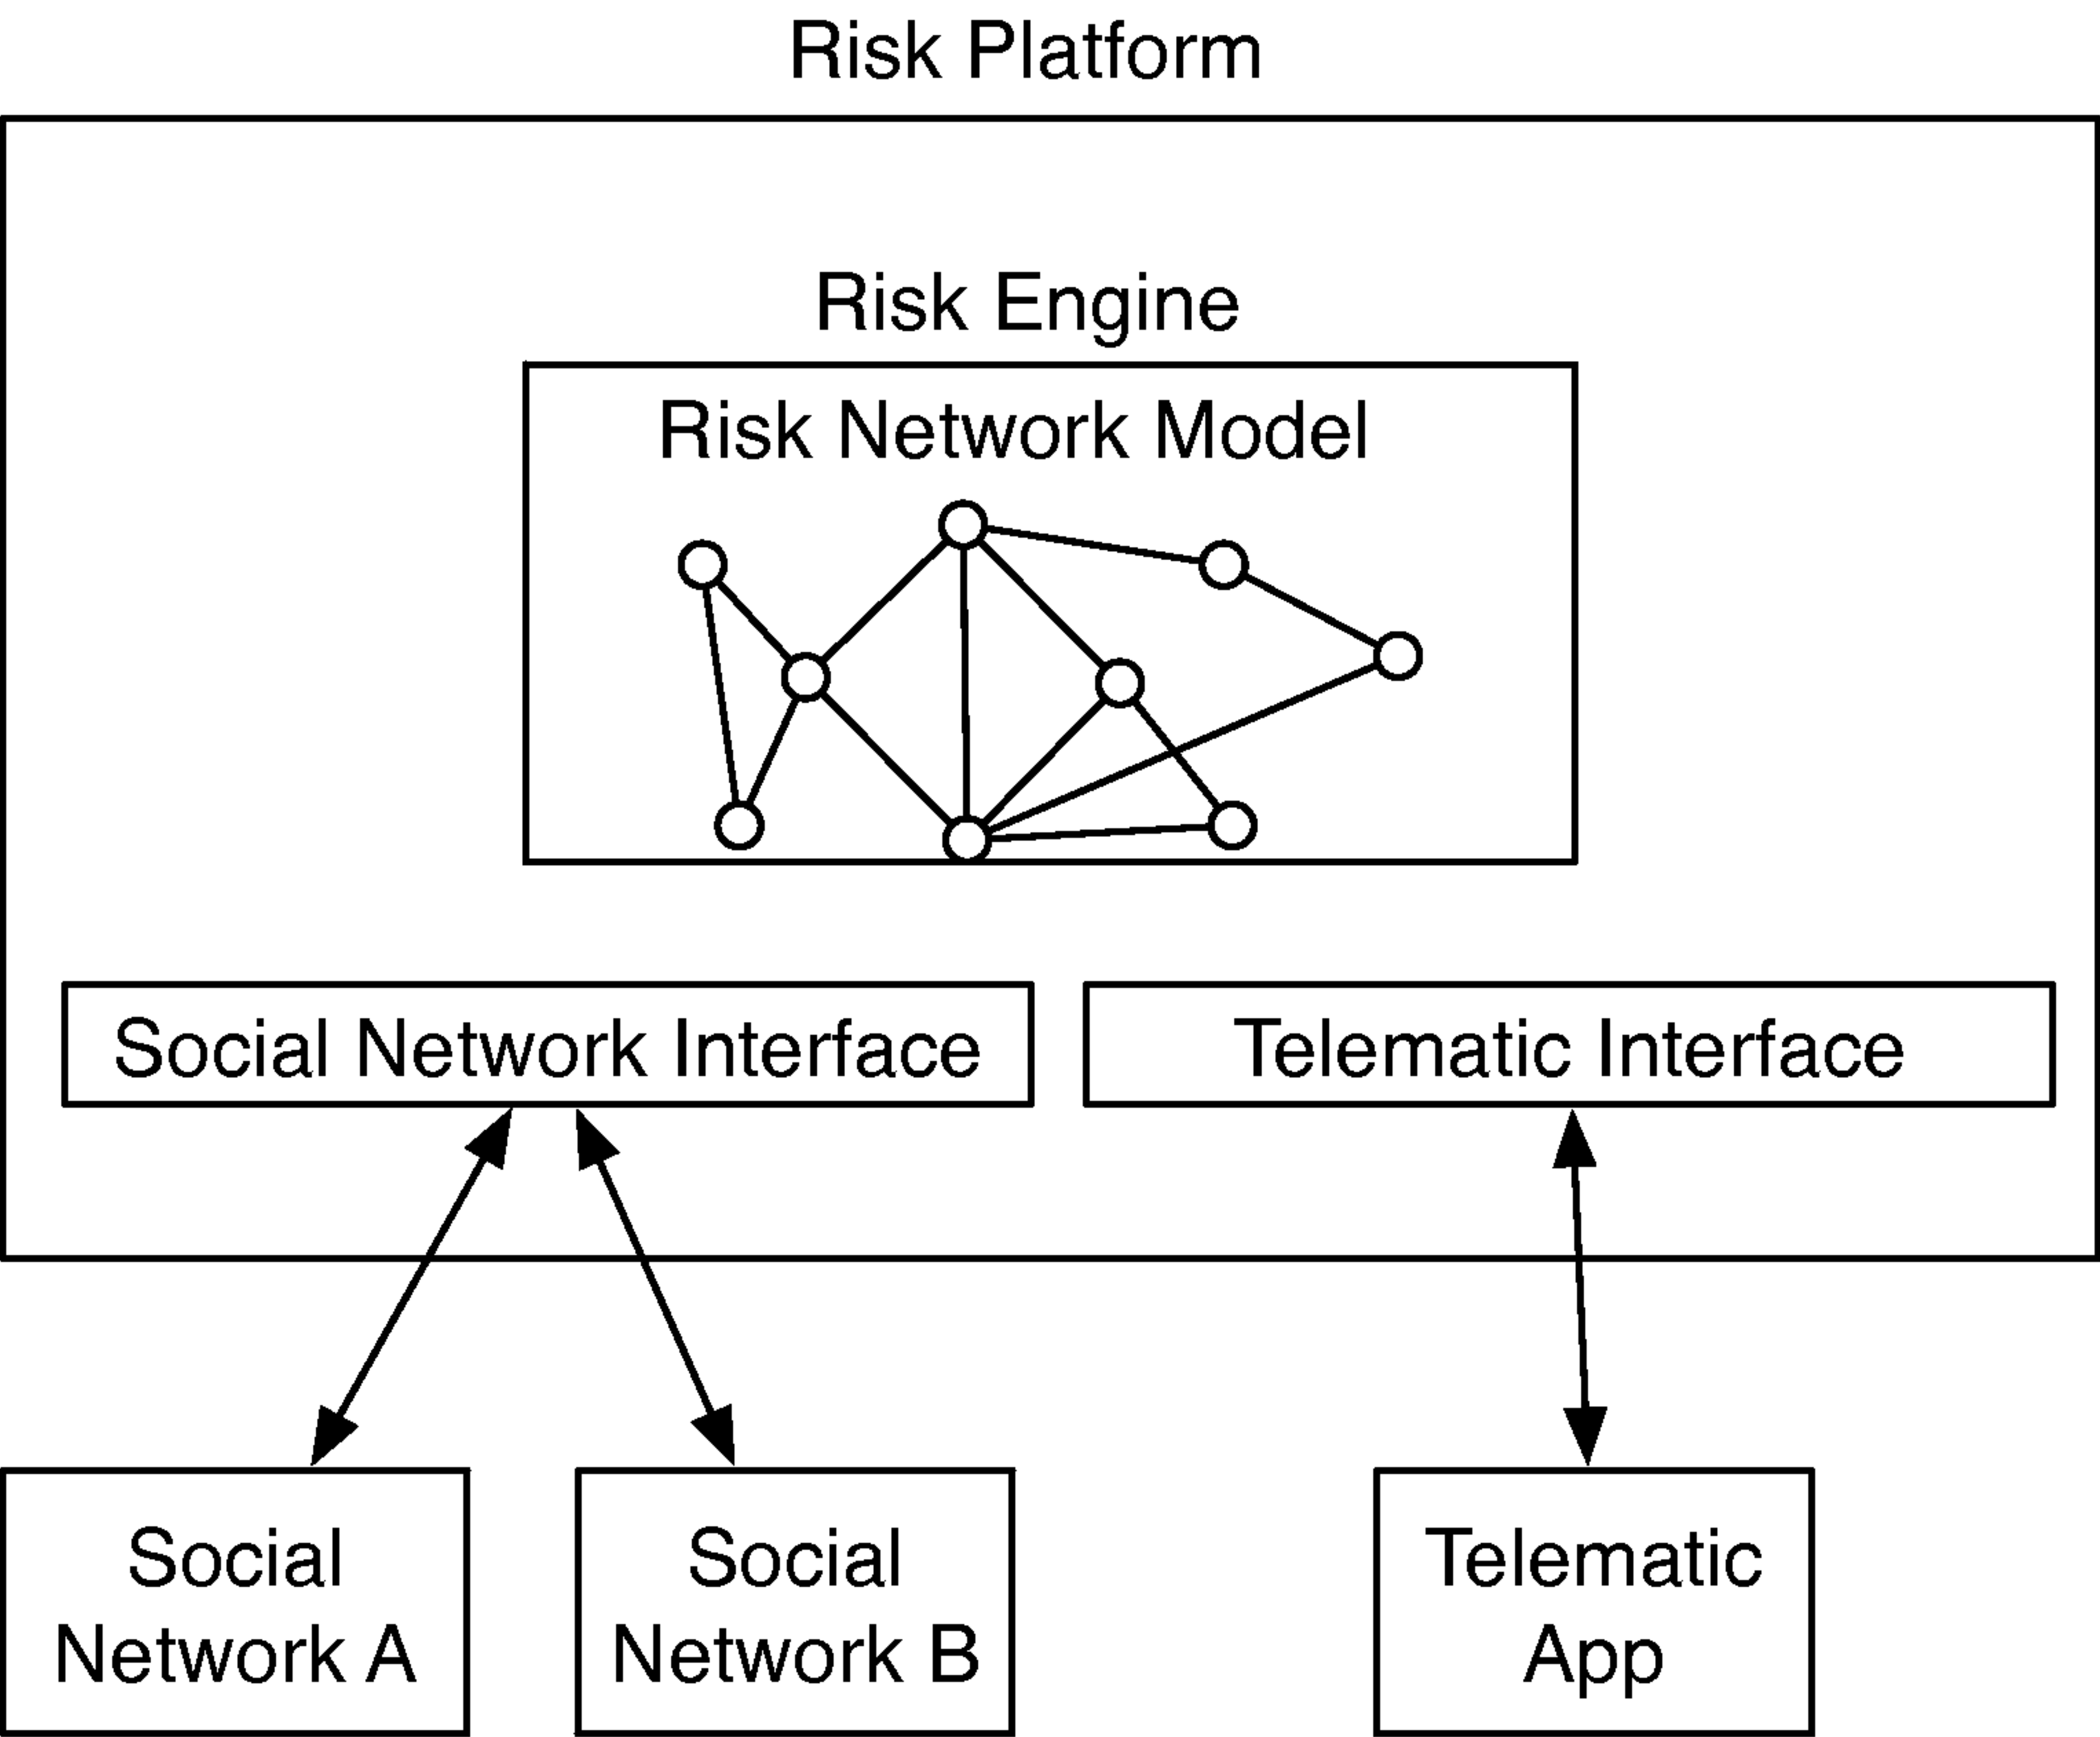 Risk Platform
Risk Engine
Risk Network Model
Social Network Interface
Telematic Interface
Social
Network A
Social
Network B
Telematic
App